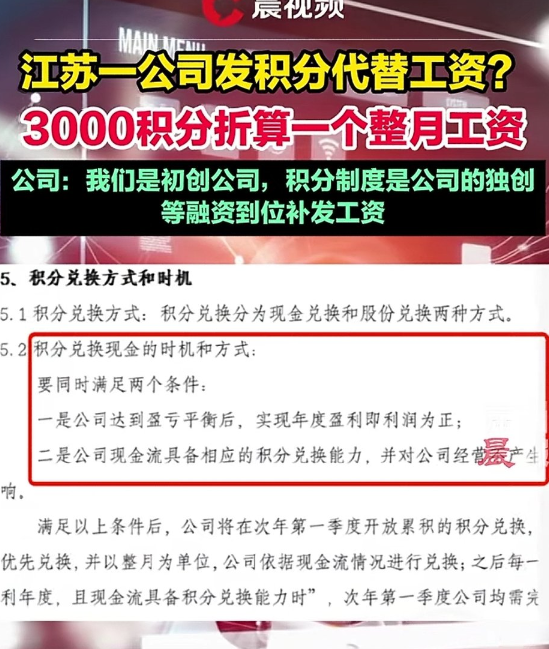 晨视频
MAIN MENU
江苏一公司发积分代替工资?
3000积分折算一个整月工资
公司:我们是初创公司,积分制度是公司的独创
等融资到位补发工资
5、积分兑换方式和时机
5.1 积分兑换方式:积分兑换分为现金兑换和股份兑换两种方式。
5.2 积分兑换现金的时机和方式:
要同时满足两个条件:
一是公司达到盈亏平衡后,实现年度盈利即利润为正;
二是公司现金流具备相应的积分兑换能力,并对公司经营 产生
晨
响。
满足以上条件后,公司将在次年第一季度开放累积的积分兑换,
优先兑换,并以整月为单位,公司依据现金流情况进行兑换;之后每一
利年度,且现金流具备积分兑换能力时”,次年第一季度公司均需完